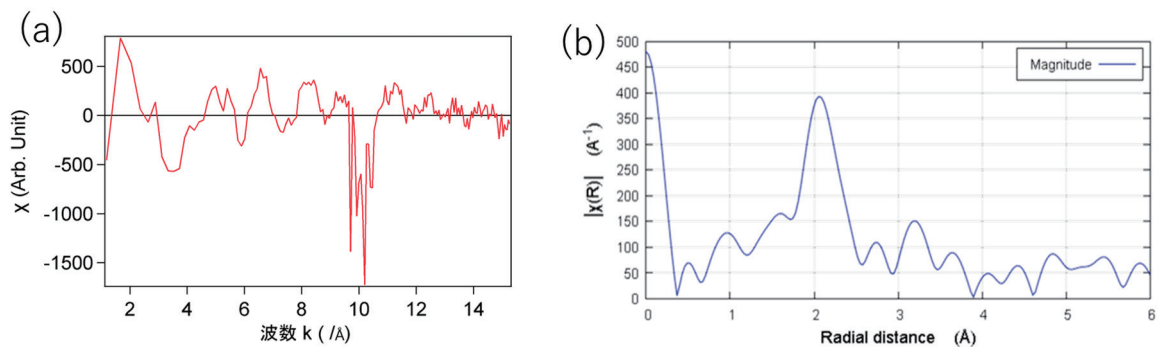 (a)
500
0
-500
-1000
-1500
χ (Arb. Unit)
2 4 6 8 10 12 14
波数 k ( /Å)
(b)
500
450
400
350
300
250
200
150
100
50
0
|χ(R)| (A⁻¹)
Magnitude
0 1 2 3 4 5 6
Radial distance (Å)